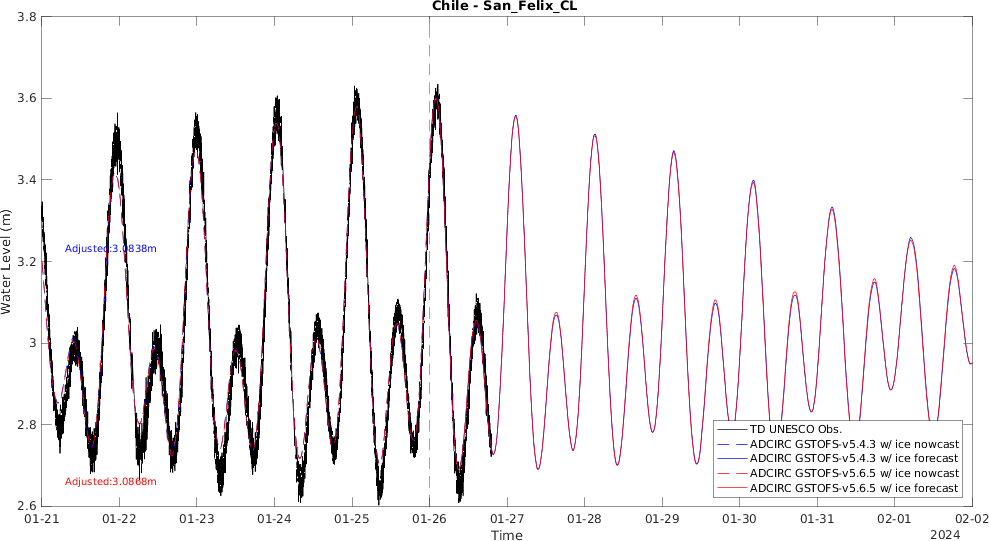 Chile - San_Felix_CL
3.8
3.6
3.4
3.2
3
2.8
2.6
Water Level (m)
Adjusted:3.0838m
Adjusted:3.0868m
TD UNESCO Obs.
ADCIRC GSTOFS-v5.4.3 w/ ice nowcast
ADCIRC GSTOFS-v5.4.3 w/ ice forecast
ADCIRC GSTOFS-v5.6.5 w/ ice nowcast
ADCIRC GSTOFS-v5.6.5 w/ ice forecast
01-21 01-22 01-23 01-24 01-25 01-26 01-27 01-28 01-29 01-30 01-31 02-01 02-02
Time
2024